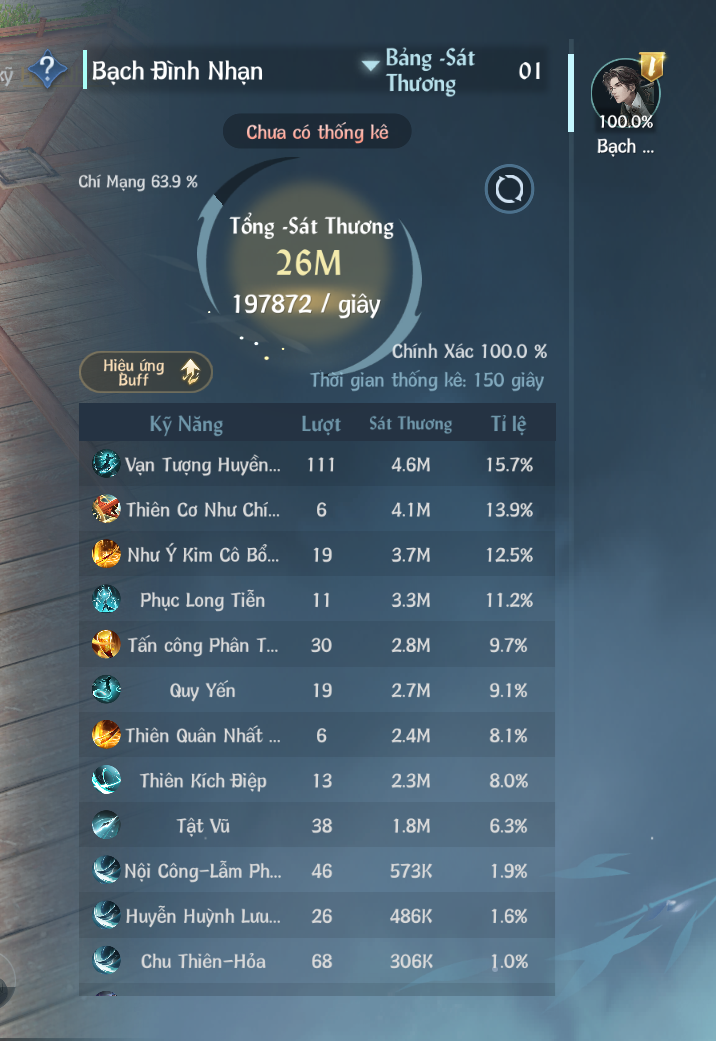 kỹ
?
Bạch Đình Nhạn
Bảng -Sát
Thương
01
100.0%
Bạch ...
Chưa có thống kê
Chí Mạng 63.9 %
Tổng -Sát Thương
26M
197872 / giây
Chính Xác 100.0 %
Hiệu ứng
Buff
Thời gian thống kê: 150 giây
Kỹ Năng Lượt Sát Thương Tỉ lệ
Vạn Tượng Huyền... 111 4.6M 15.7%
Thiên Cơ Như Chí... 6 4.1M 13.9%
Như Ý Kim Cô Bổ... 19 3.7M 12.5%
Phục Long Tiễn 11 3.3M 11.2%
Tấn công Phân T... 30 2.8M 9.7%
Quy Yến 19 2.7M 9.1%
Thiên Quân Nhất ... 6 2.4M 8.1%
Thiên Kích Điệp 13 2.3M 8.0%
Tật Vũ 38 1.8M 6.3%
Nội Công-Lẫm Ph... 46 573K 1.9%
Huyễn Huỳnh Lưu... 26 486K 1.6%
Chu Thiên-Hỏa 68 306K 1.0%